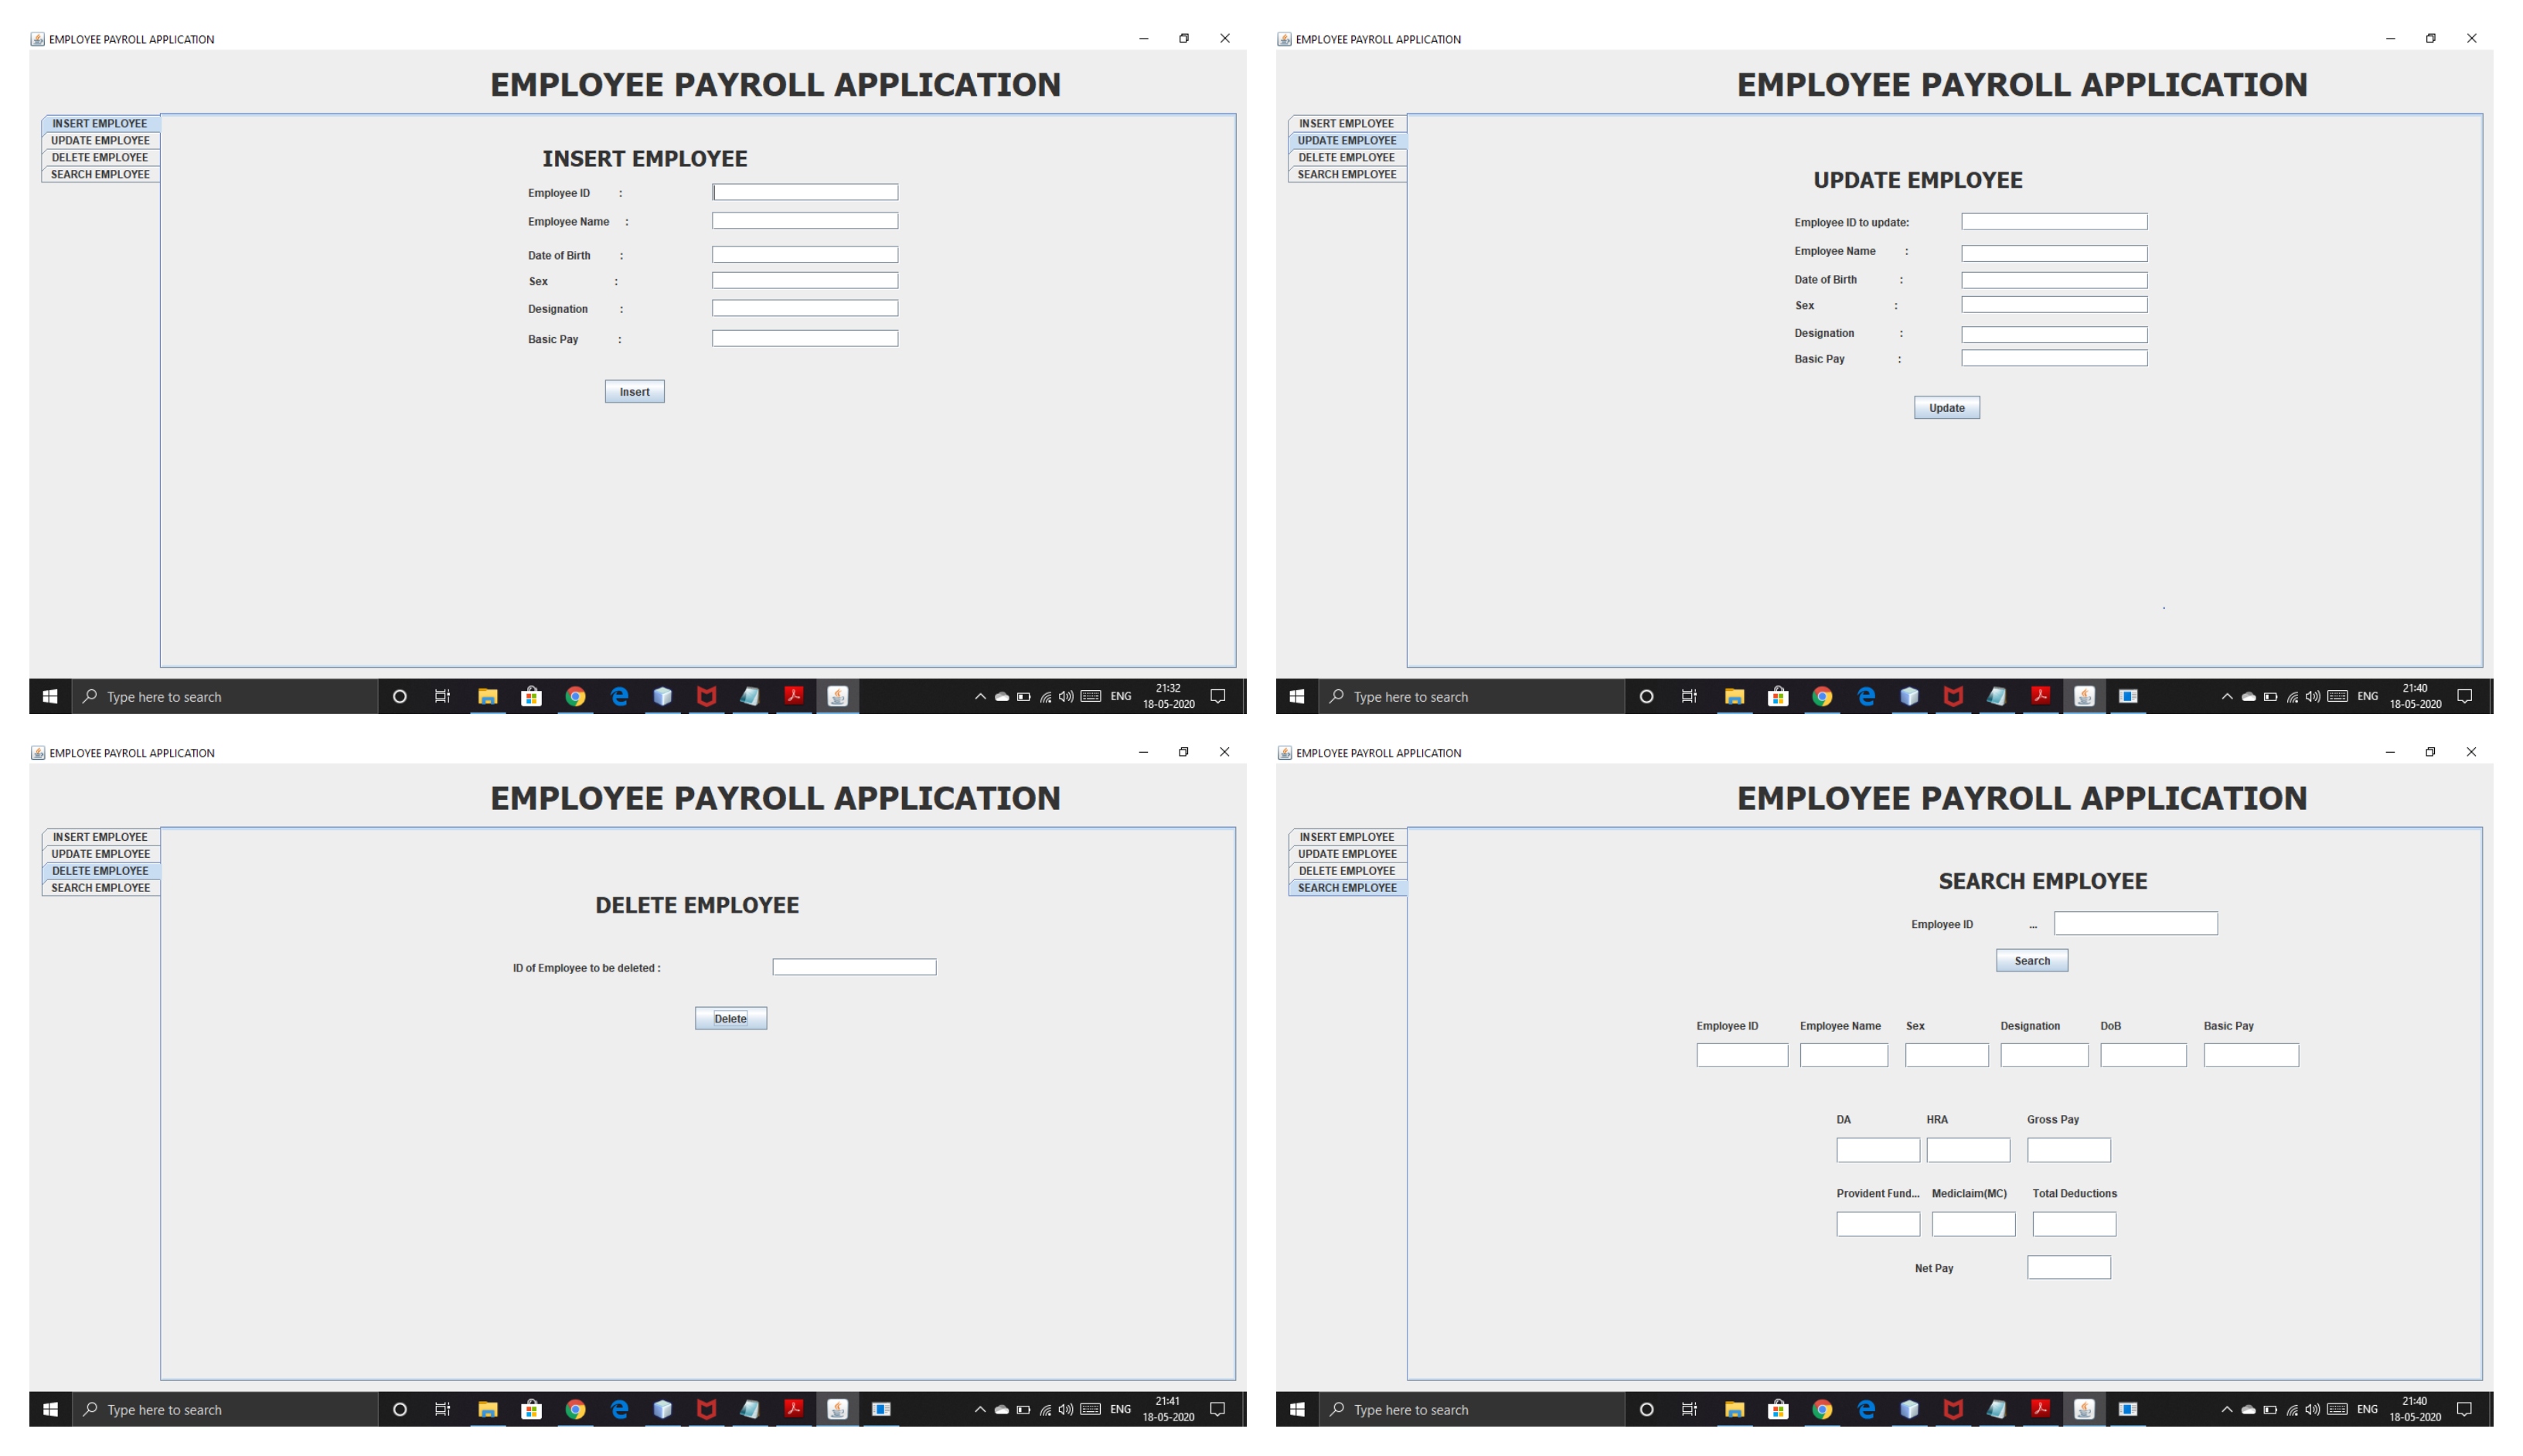 EMPLOYEE PAYROLL APPLICATION
EMPLOYEE PAYROLL APPLICATION
INSERT EMPLOYEE
UPDATE EMPLOYEE
DELETE EMPLOYEE
SEARCH EMPLOYEE
INSERT EMPLOYEE
Employee ID :
Employee Name :
Date of Birth :
Sex :
Designation :
Basic Pay :
Insert
Type here to search
ENG
21:32
18-05-2020
EMPLOYEE PAYROLL APPLICATION
EMPLOYEE PAYROLL APPLICATION
INSERT EMPLOYEE
UPDATE EMPLOYEE
DELETE EMPLOYEE
SEARCH EMPLOYEE
UPDATE EMPLOYEE
Employee ID to update:
Employee Name :
Date of Birth :
Sex :
Designation :
Basic Pay :
Update
Type here to search
ENG
21:40
18-05-2020
EMPLOYEE PAYROLL APPLICATION
EMPLOYEE PAYROLL APPLICATION
INSERT EMPLOYEE
UPDATE EMPLOYEE
DELETE EMPLOYEE
SEARCH EMPLOYEE
DELETE EMPLOYEE
ID of Employee to be deleted :
Delete
Type here to search
ENG
21:41
18-05-2020
EMPLOYEE PAYROLL APPLICATION
EMPLOYEE PAYROLL APPLICATION
INSERT EMPLOYEE
UPDATE EMPLOYEE
DELETE EMPLOYEE
SEARCH EMPLOYEE
SEARCH EMPLOYEE
Employee ID ...
Search
Employee ID Employee Name Sex Designation DoB Basic Pay
DA HRA Gross Pay
Provident Fund... Mediclaim(MC) Total Deductions
Net Pay
Type here to search
ENG
21:40
18-05-2020